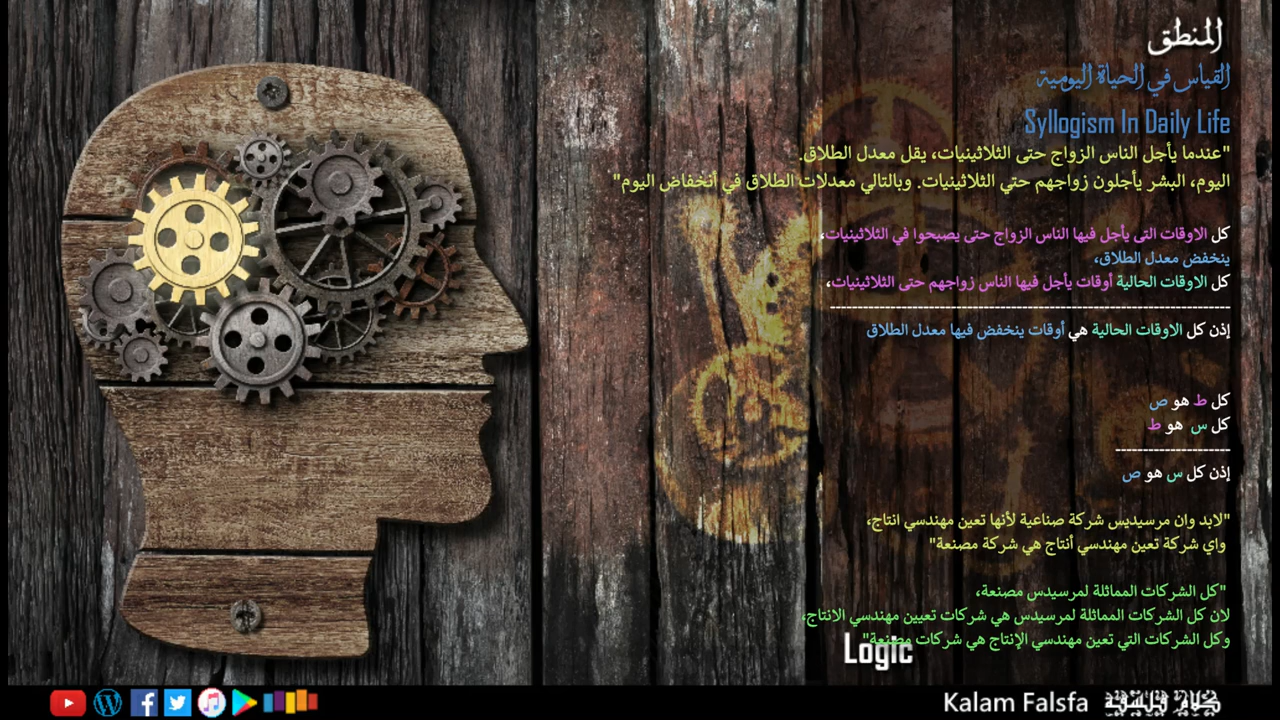 المنطق
القياس في الحياة اليومية
Syllogism In Daily Life
"عندما يأجل الناس الزواج حتى الثلاثينيات، يقل معدل الطلاق.
اليوم، البشر يأجلون زواجهم حتي الثلاثينيات. وبالتالي معدلات الطلاق في أنخفاض اليوم"
كل الاوقات التى يأجل فيها الناس الزواج حتى يصبحوا في الثلاثينيات،
ينخفض معدل الطلاق،
كل الاوقات الحالية أوقات يأجل فيها الناس زواجهم حتى الثلاثينيات،
إذن كل الاوقات الحالية هي أوقات ينخفض فيها معدل الطلاق
كل ط هو ص
كل س هو ط
إذن كل س هو ص
"لابد وان مرسيديس شركة صناعية لأنها تعين مهندسي انتاج،
واي شركة تعين مهندسي أنتاج هي شركة مصنعة"
"كل الشركات المماثلة لمرسيدس مصنعة،
لان كل الشركات المماثلة لمرسيدس هي شركات تعيين مهندسي الانتاج،
وكل الشركات التي تعين مهندسي الإنتاج هي شركات مصنعة"
Logic
Kalam Falsfa كلام فلسفة